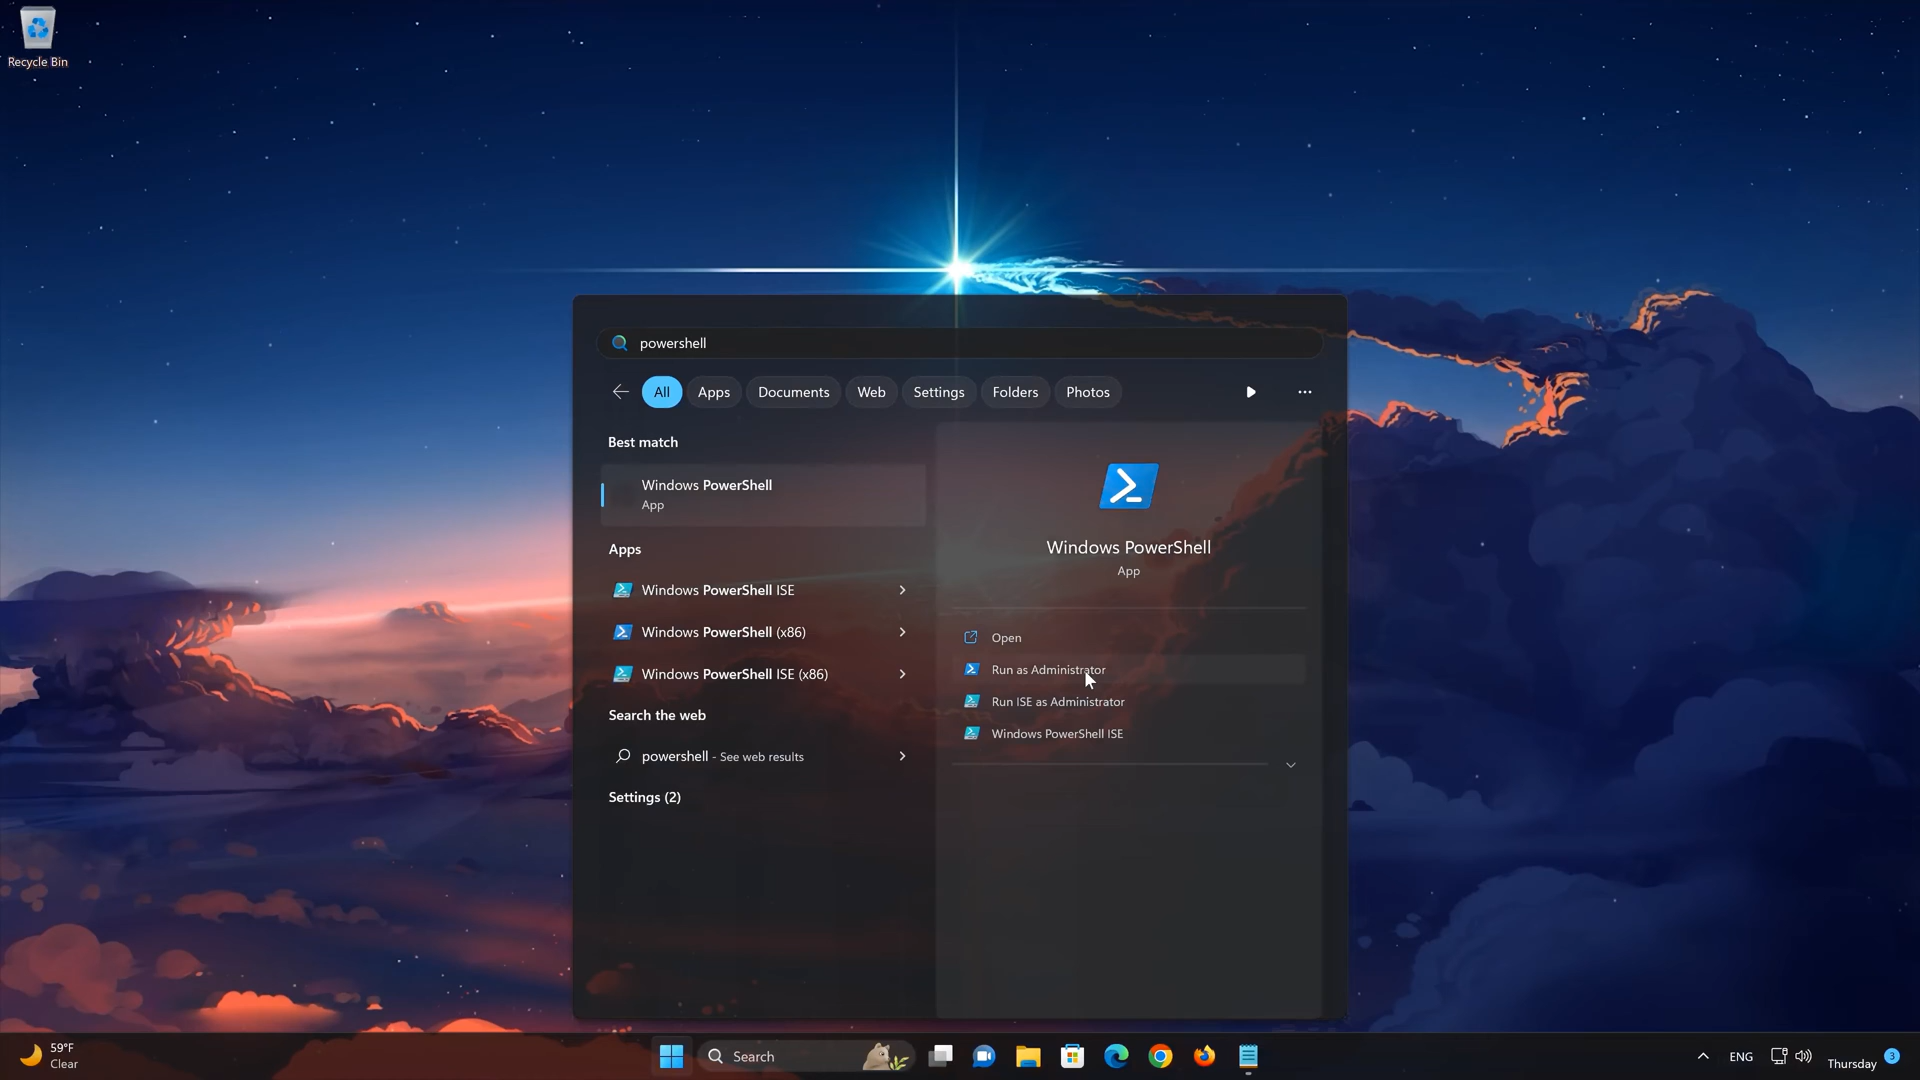 Recycle Bin
powershell
All Apps Documents Web Settings Folders Photos
Best match
Windows PowerShell
App
Apps
Windows PowerShell ISE
Windows PowerShell (x86)
Windows PowerShell ISE (x86)
Search the web
powershell - See web results
Settings (2)
Windows PowerShell
App
Open
Run as Administrator
Run ISE as Administrator
Windows PowerShell ISE
59°F
Clear
Search
ENG
Thursday
3